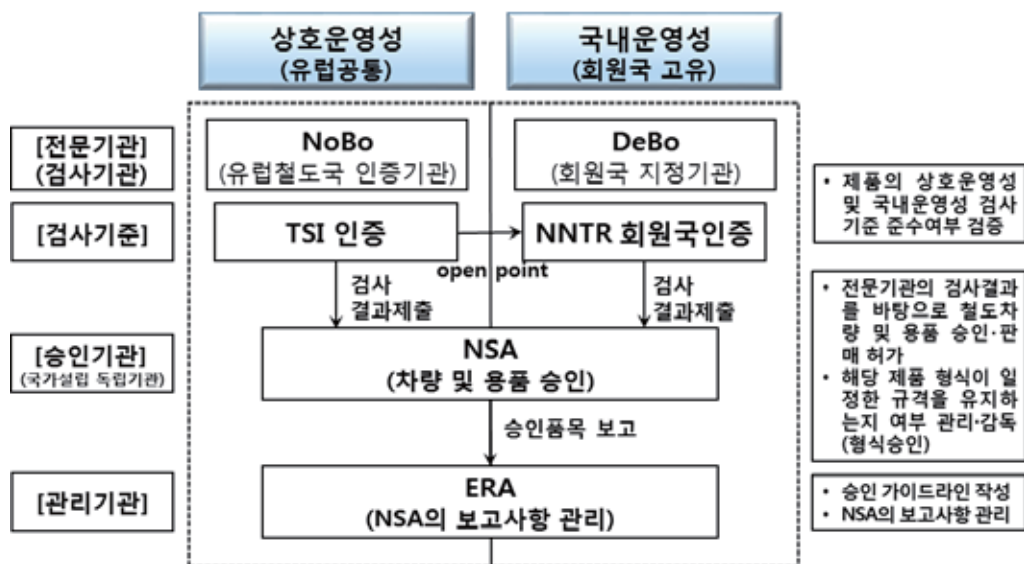 상호운영성
(유럽공통)
국내운영성
(회원국 고유)
[전문기관]
(검사기관)
NoBo
(유럽철도국 인증기관)
DeBo
(회원국 지정기관)
• 제품의 상호운영성
및 국내운영성 검사
기준 준수여부 검증
[검사기준]
TSI 인증
NNTR 회원국인증
open point
검사
결과제출
검사
결과제출
• 전문기관의 검사결과
를 바탕으로 철도차
량 및 용품 승인·판
매 허가
• 해당 제품 형식이 일
정한 규격을 유지하
는지 여부 관리·감독
(형식승인)
[승인기관]
(국가설립 독립기관)
NSA
(차량 및 용품 승인)
승인품목 보고
[관리기관]
ERA
(NSA의 보고사항 관리)
• 승인 가이드라인 작성
• NSA의 보고사항 관리